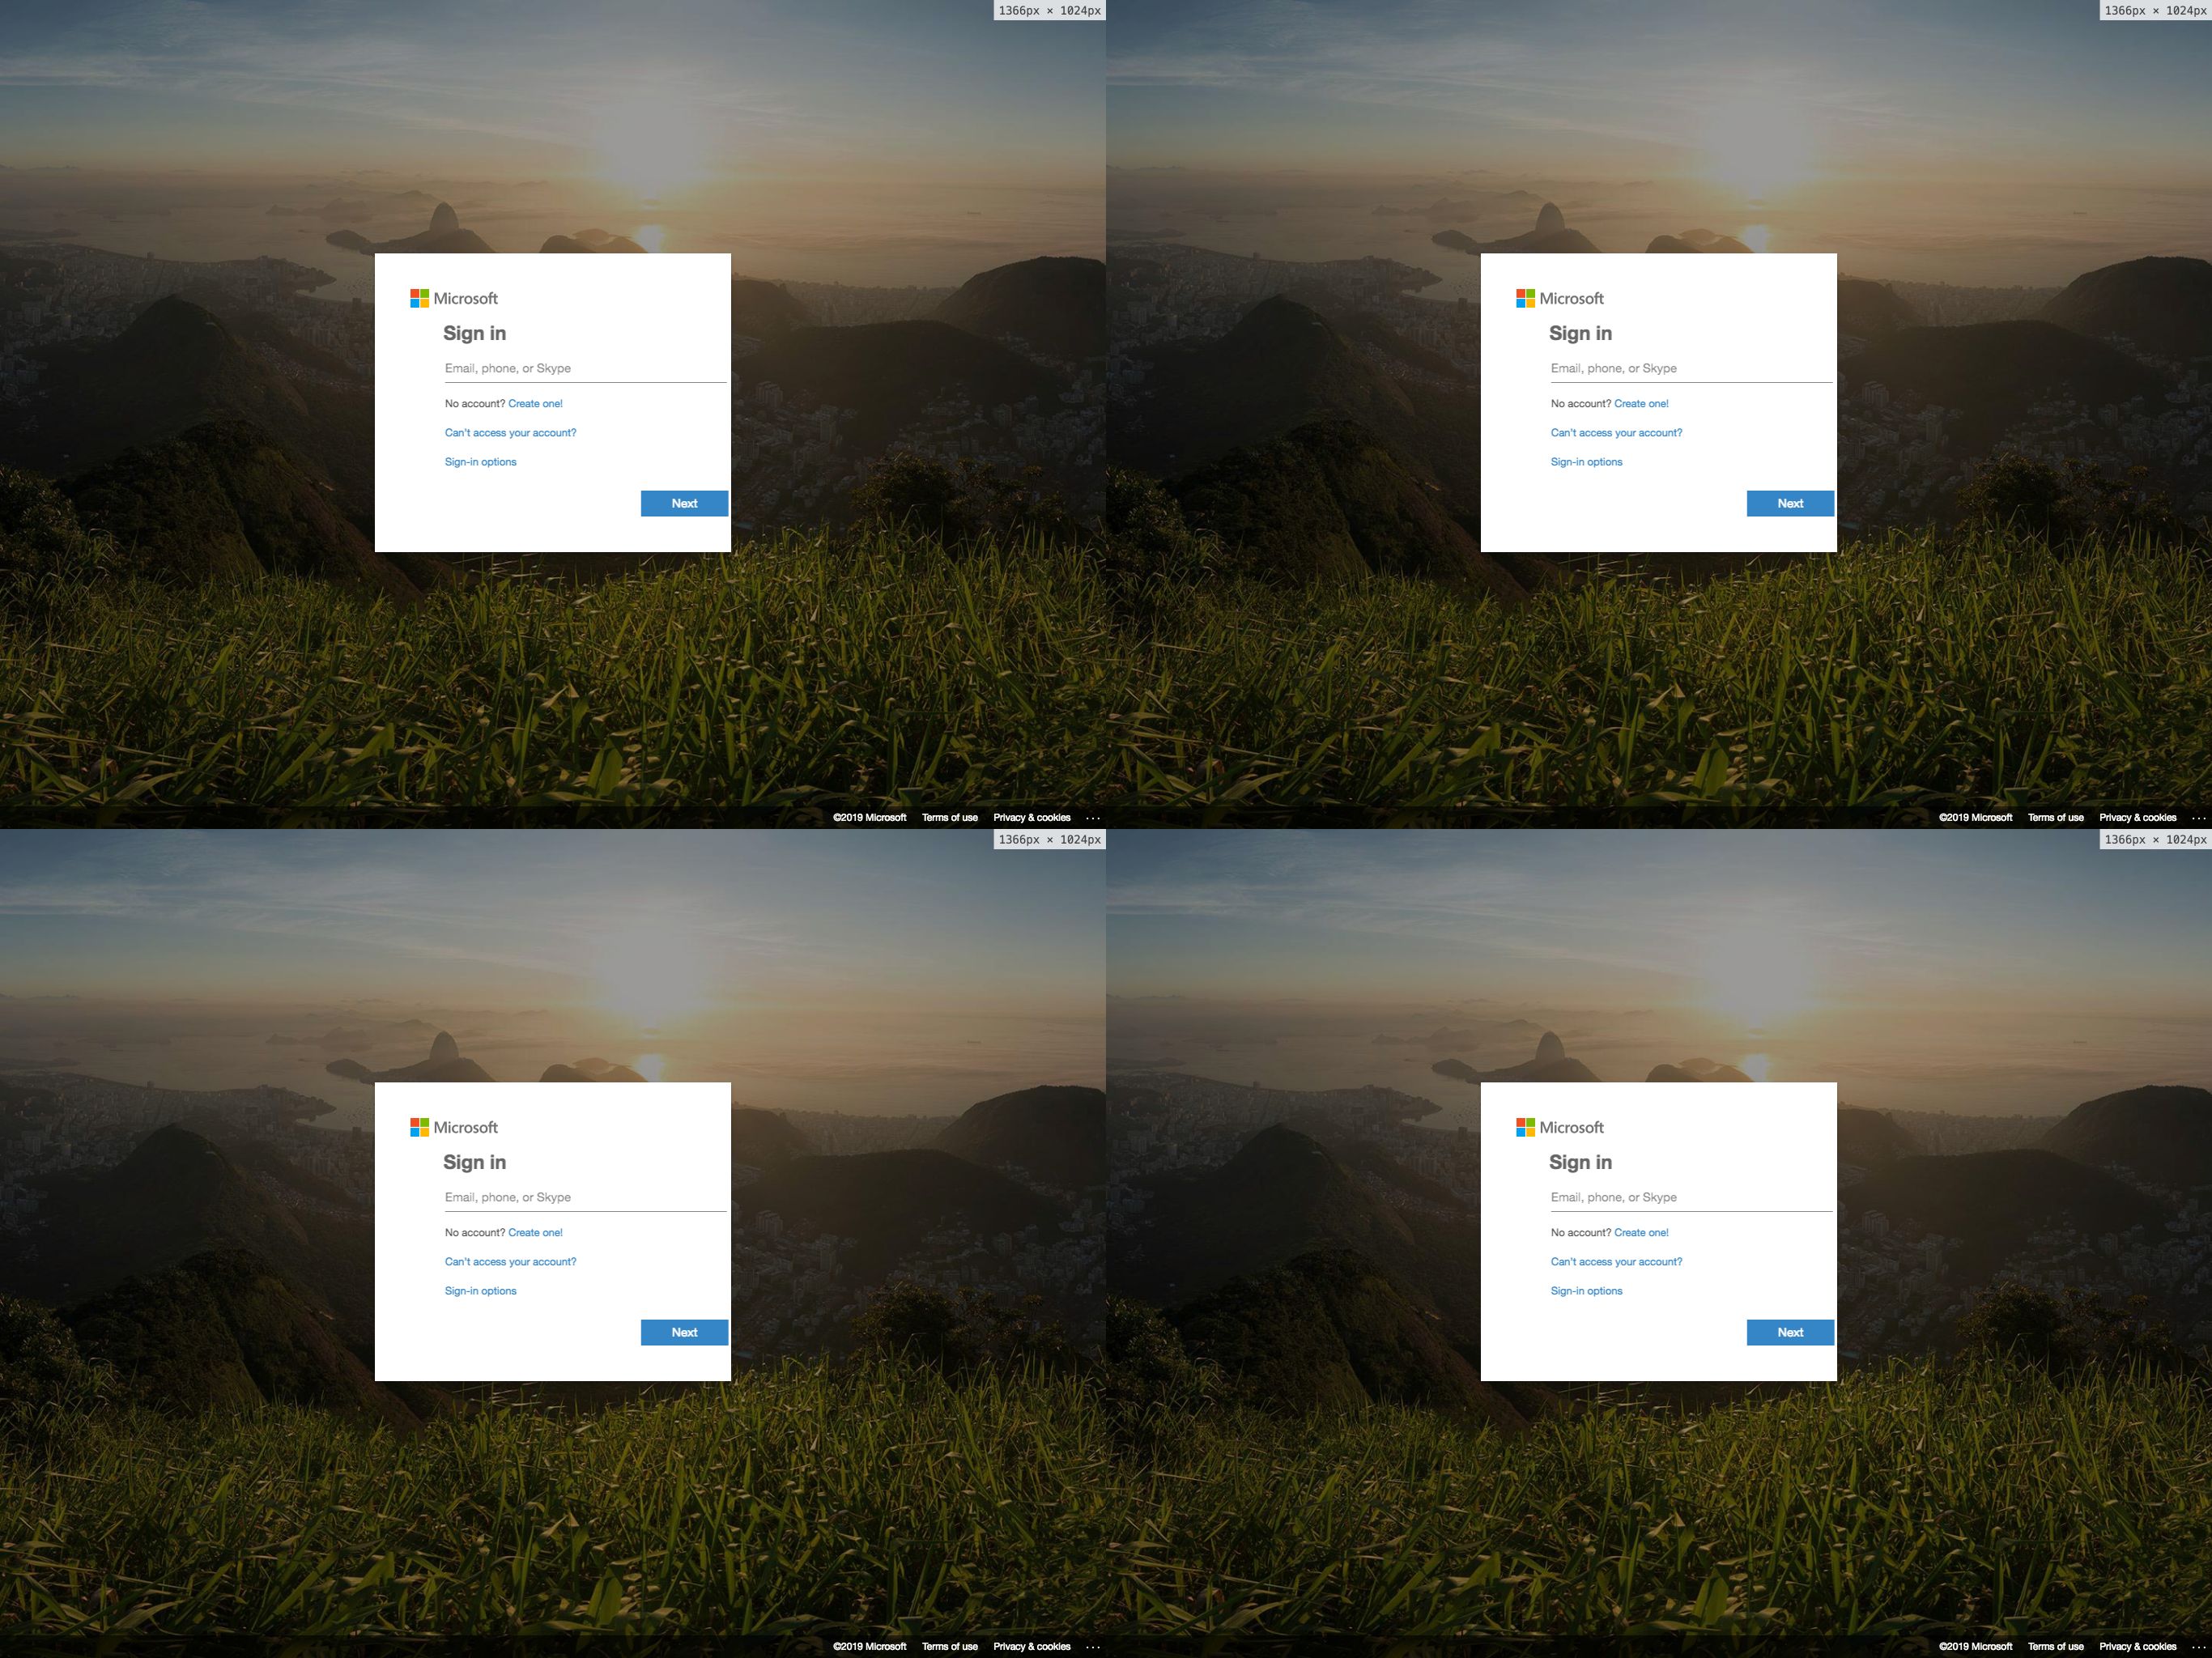 1366px × 1024px
Microsoft
Sign in
Email, phone, or Skype
No account? Create one!
Can't access your account?
Sign-in options
Next
©2019 Microsoft Terms of use Privacy & cookies ...
1366px × 1024px
Microsoft
Sign in
Email, phone, or Skype
No account? Create one!
Can't access your account?
Sign-in options
Next
©2019 Microsoft Terms of use Privacy & cookies ...
1366px × 1024px
Microsoft
Sign in
Email, phone, or Skype
No account? Create one!
Can't access your account?
Sign-in options
Next
©2019 Microsoft Terms of use Privacy & cookies ...
1366px × 1024px
Microsoft
Sign in
Email, phone, or Skype
No account? Create one!
Can't access your account?
Sign-in options
Next
©2019 Microsoft Terms of use Privacy & cookies ...